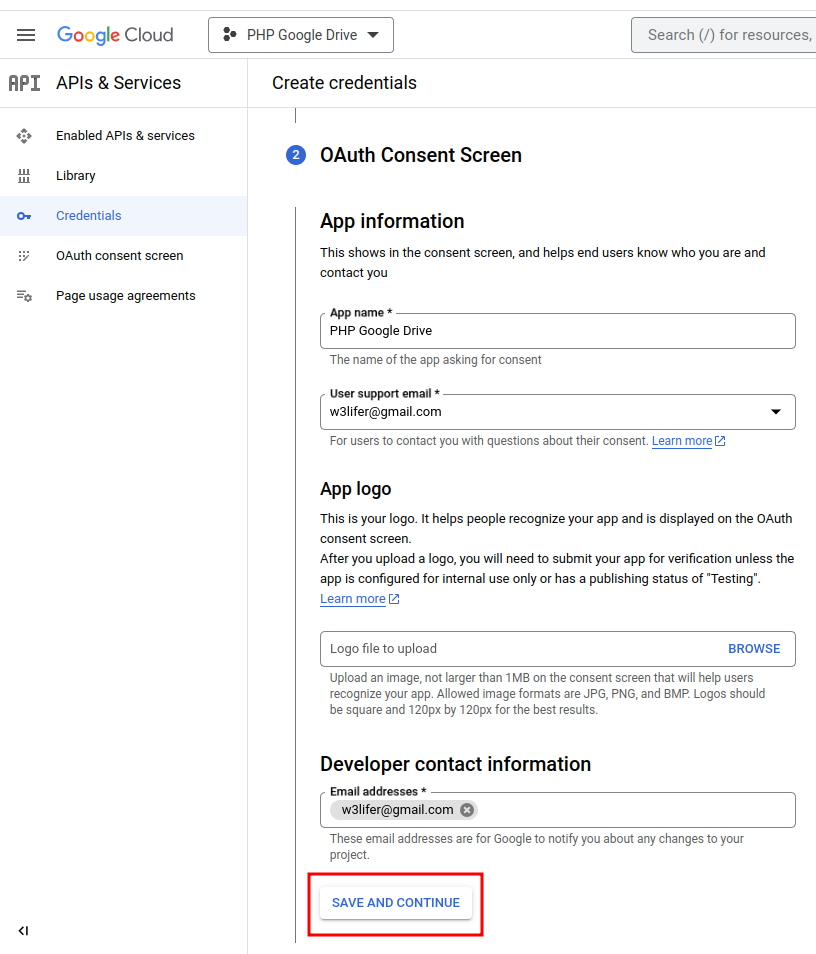 Google Cloud
PHP Google Drive
Search (/) for resources,
API
APIs & Services
Create credentials
Enabled APIs & services
Library
Credentials
OAuth consent screen
Page usage agreements
2
OAuth Consent Screen
App information
This shows in the consent screen, and helps end users know who you are and
contact you
App name *
PHP Google Drive
The name of the app asking for consent
User support email *
w3lifer@gmail.com
For users to contact you with questions about their consent. Learn more
App logo
This is your logo. It helps people recognize your app and is displayed on the OAuth
consent screen.
After you upload a logo, you will need to submit your app for verification unless the
app is configured for internal use only or has a publishing status of "Testing".
Learn more
Logo file to upload
BROWSE
Upload an image, not larger than 1MB on the consent screen that will help users
recognize your app. Allowed image formats are JPG, PNG, and BMP. Logos should
be square and 120px by 120px for the best results.
Developer contact information
Email addresses *
w3lifer@gmail.com
These email addresses are for Google to notify you about any changes to your
project.
SAVE AND CONTINUE